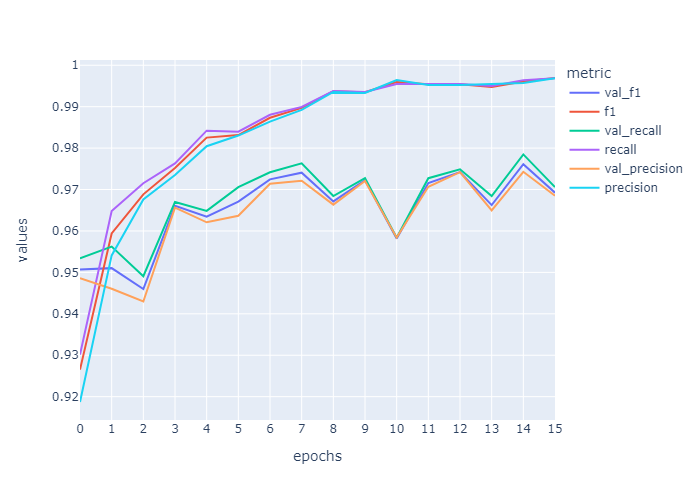 1
0.99
0.98
0.97
0.96
0.95
0.94
0.93
0.92
values
0 1 2 3 4 5 6 7 8 9 10 11 12 13 14 15
epochs
metric
val_f1
f1
val_recall
recall
val_precision
precision